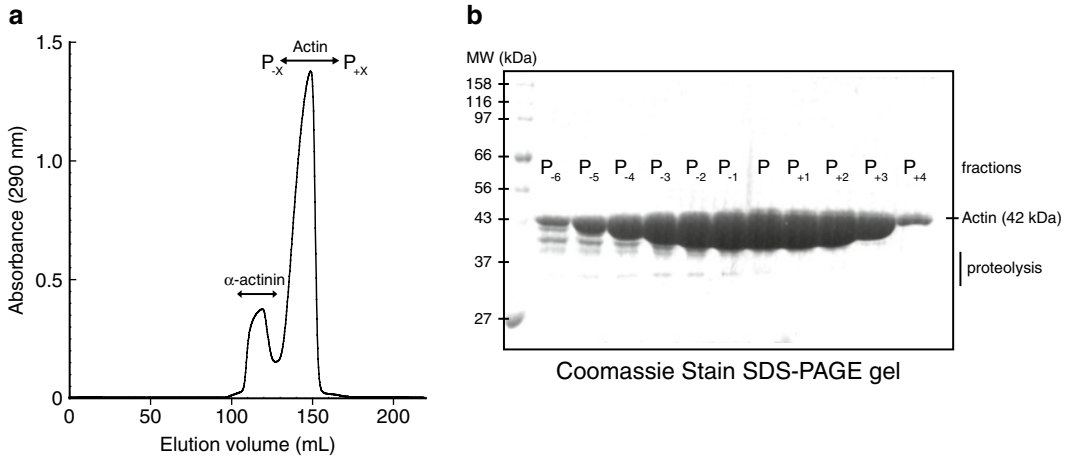 a
1.5
1.0
0.5
0
Absorbance (290 nm)
P-X Actin P+X
α-actinin
0 50 100 150 200
Elution volume (mL)
b
MW (kDa)
158
116
97
66
56
43
37
27
P-6 P-5 P-4 P-3 P-2 P-1 P P+1 P+2 P+3 P+4
fractions
Actin (42 kDa)
proteolysis
Coomassie Stain SDS-PAGE gel